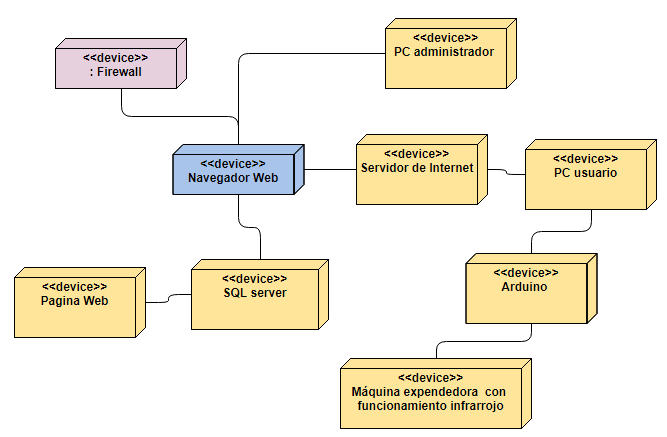 <<device>>
: Firewall
<<device>>
PC administrador
<<device>>
Navegador Web
<<device>>
Servidor de Internet
<<device>>
PC usuario
<<device>>
Pagina Web
<<device>>
SQL server
<<device>>
Arduino
<<device>>
Máquina expendedora con
funcionamiento infrarrojo